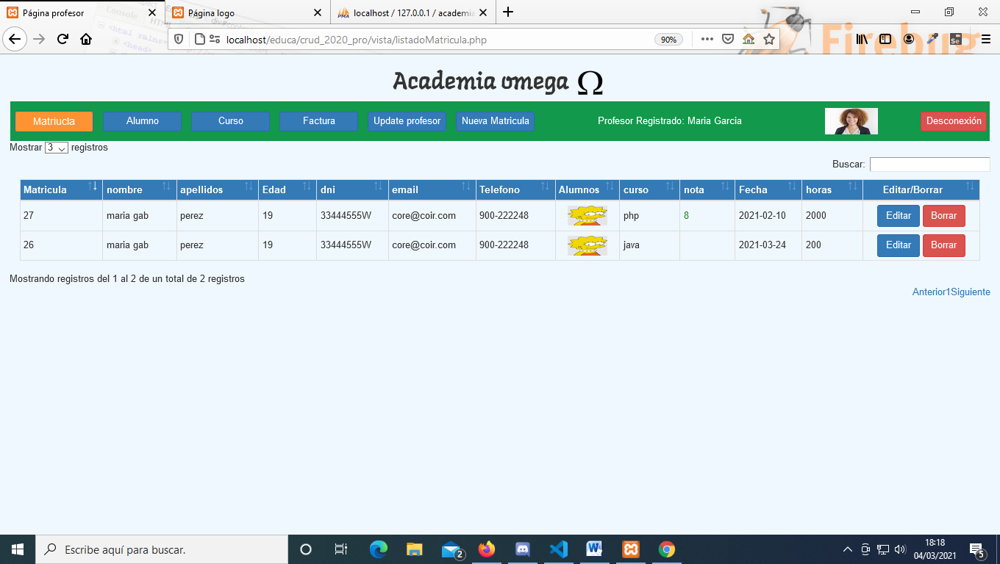 Página profesor
Página logo
localhost / 127.0.0.1 / academia
localhost/educa/crud_2020_pro/vista/listadoMatricula.php
90%
Academia omega Ω
Matriucla Alumno Curso Factura Update profesor Nueva Matricula Profesor Registrado: Maria Garcia Desconexión
Mostrar 3 registros
Buscar:
Matricula nombre apellidos Edad dni email Telefono Alumnos curso nota Fecha horas Editar/Borrar
27 maria gab perez 19 33444555W core@coir.com 900-222248 php 8 2021-02-10 2000 Editar Borrar
26 maria gab perez 19 33444555W core@coir.com 900-222248 java 2021-03-24 200 Editar Borrar
Mostrando registros del 1 al 2 de un total de 2 registros
Anterior1Siguiente
Escribe aquí para buscar.
2
18:18
04/03/2021
5